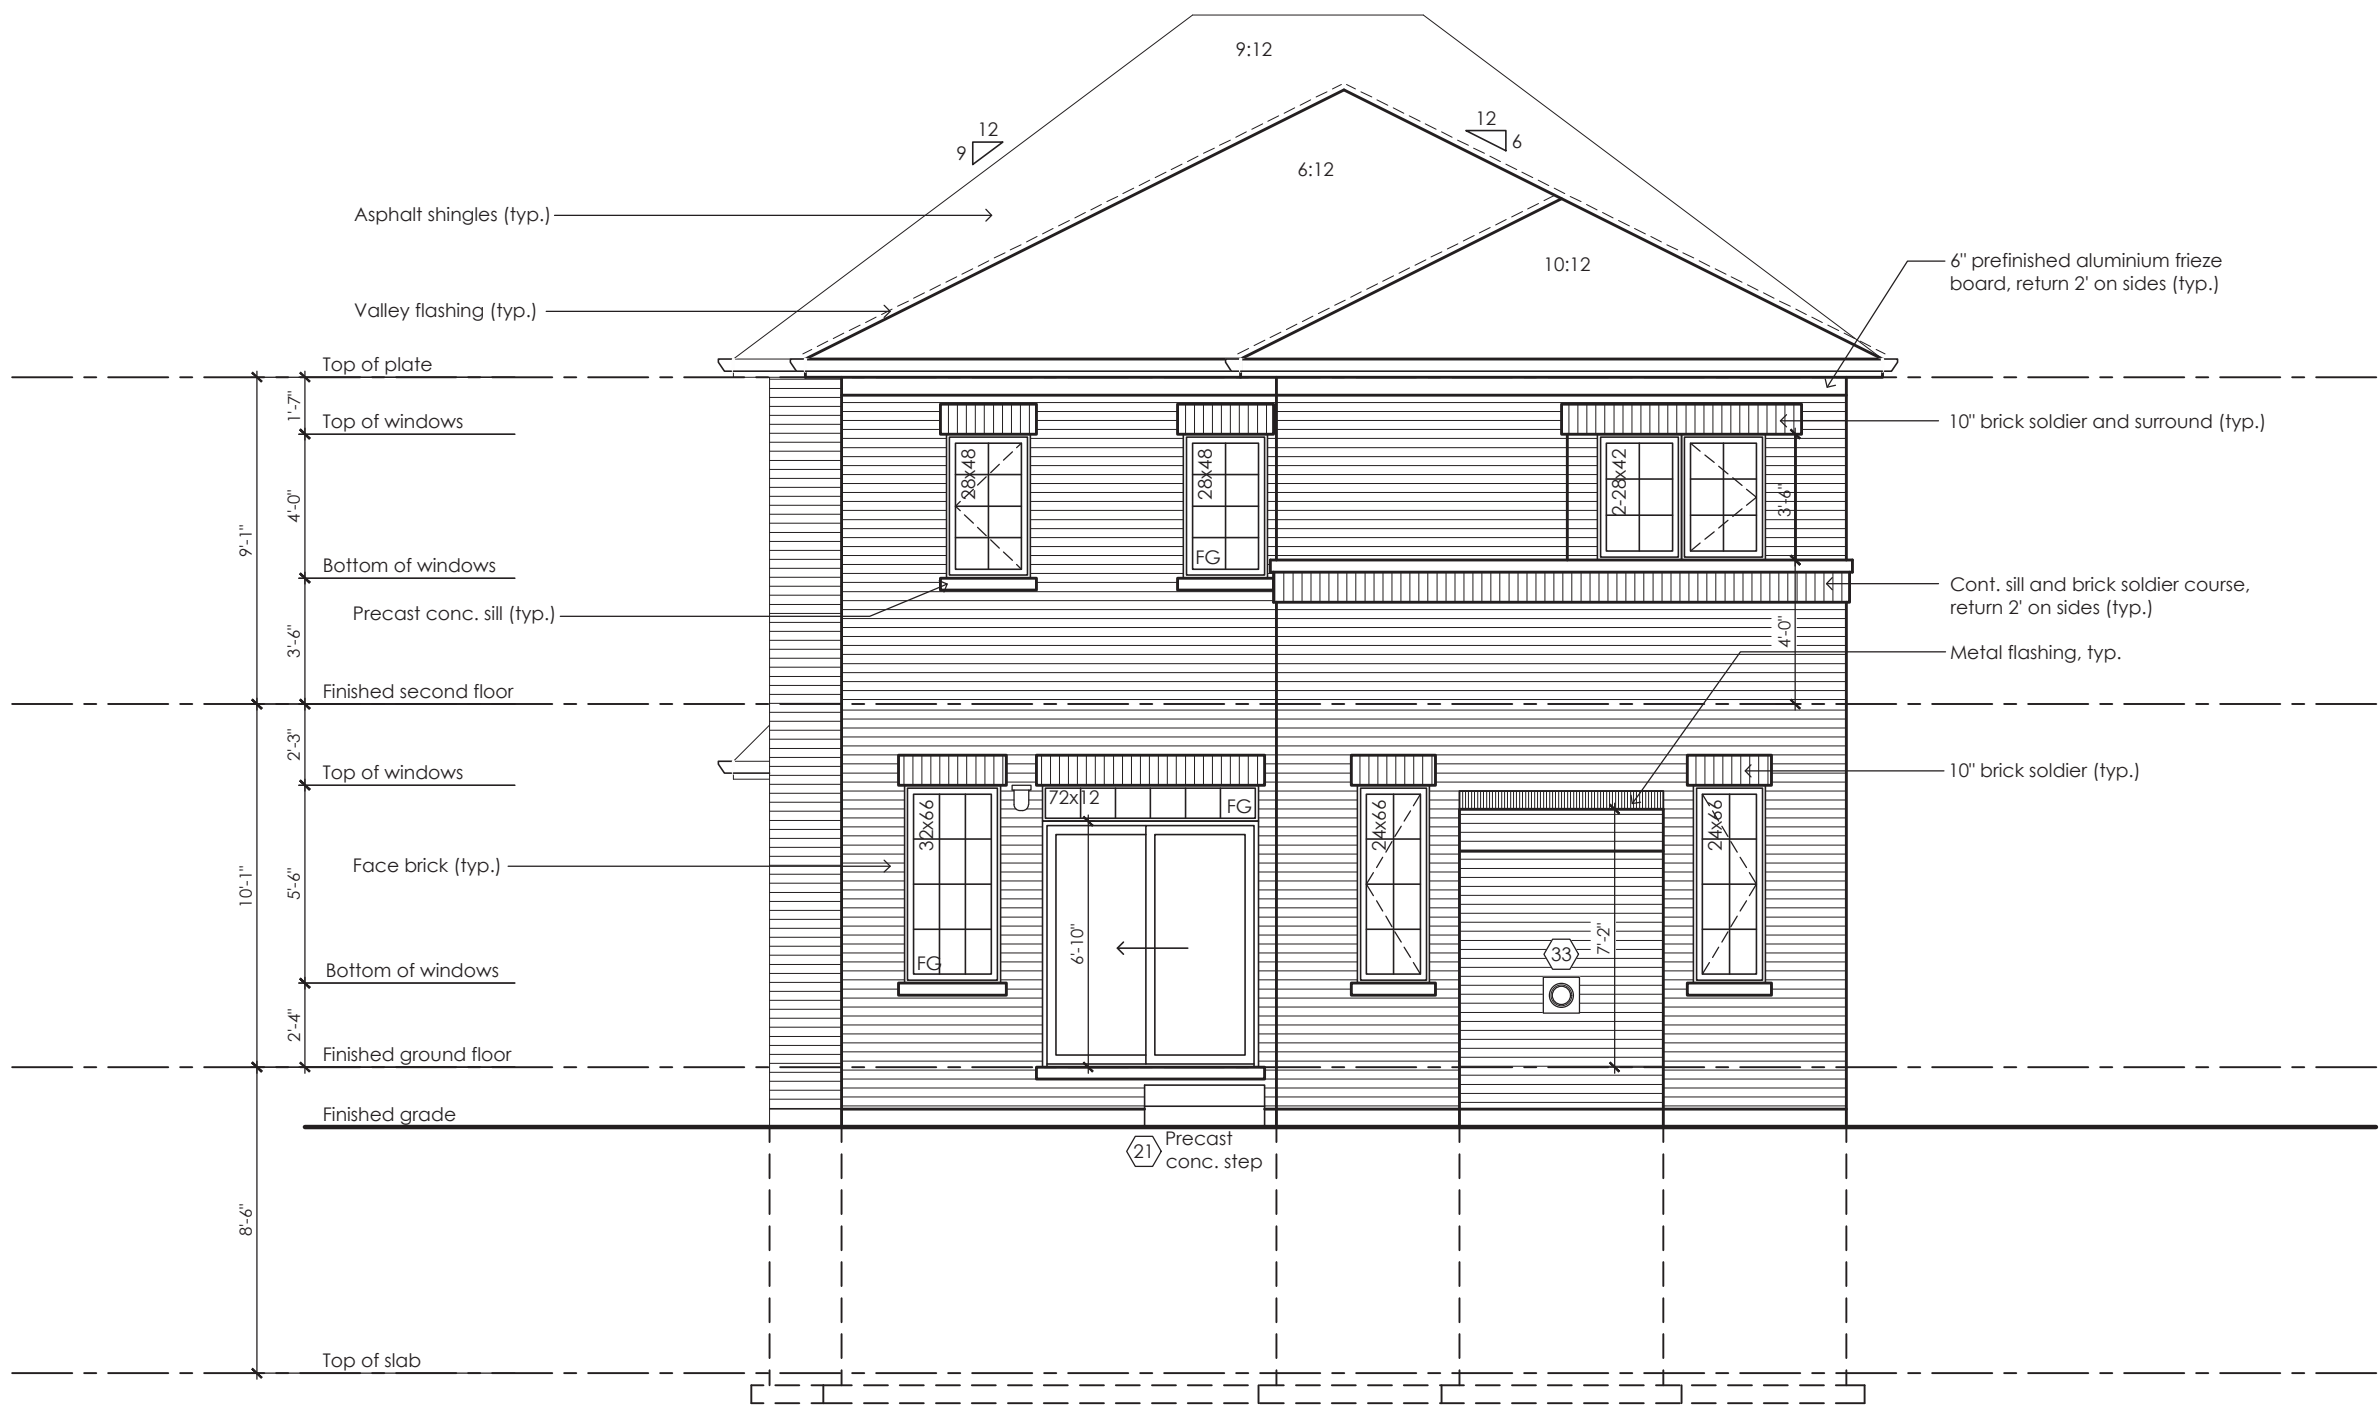 9:12
12
9
12
6
6:12
Asphalt shingles (typ.)
10:12
6" prefinished aluminium frieze
board, return 2' on sides (typ.)
Valley flashing (typ.)
Top of plate
1'-7"
Top of windows
10" brick soldier and surround (typ.)
28x48
28x48
2-28x42
4'-0"
3'-6"
9'-1"
FG
Bottom of windows
Cont. sill and brick soldier course,
return 2' on sides (typ.)
Precast conc. sill (typ.)
3'-6"
4'-0"
Metal flashing, typ.
Finished second floor
2'-3"
Top of windows
10" brick soldier (typ.)
72x12
FG
32x66
24x66
24x66
Face brick (typ.)
10'-1"
5'-6"
6'-10"
7'-2"
33
FG
Bottom of windows
2'-4"
Finished ground floor
Finished grade
21
Precast
conc. step
8'-6"
Top of slab